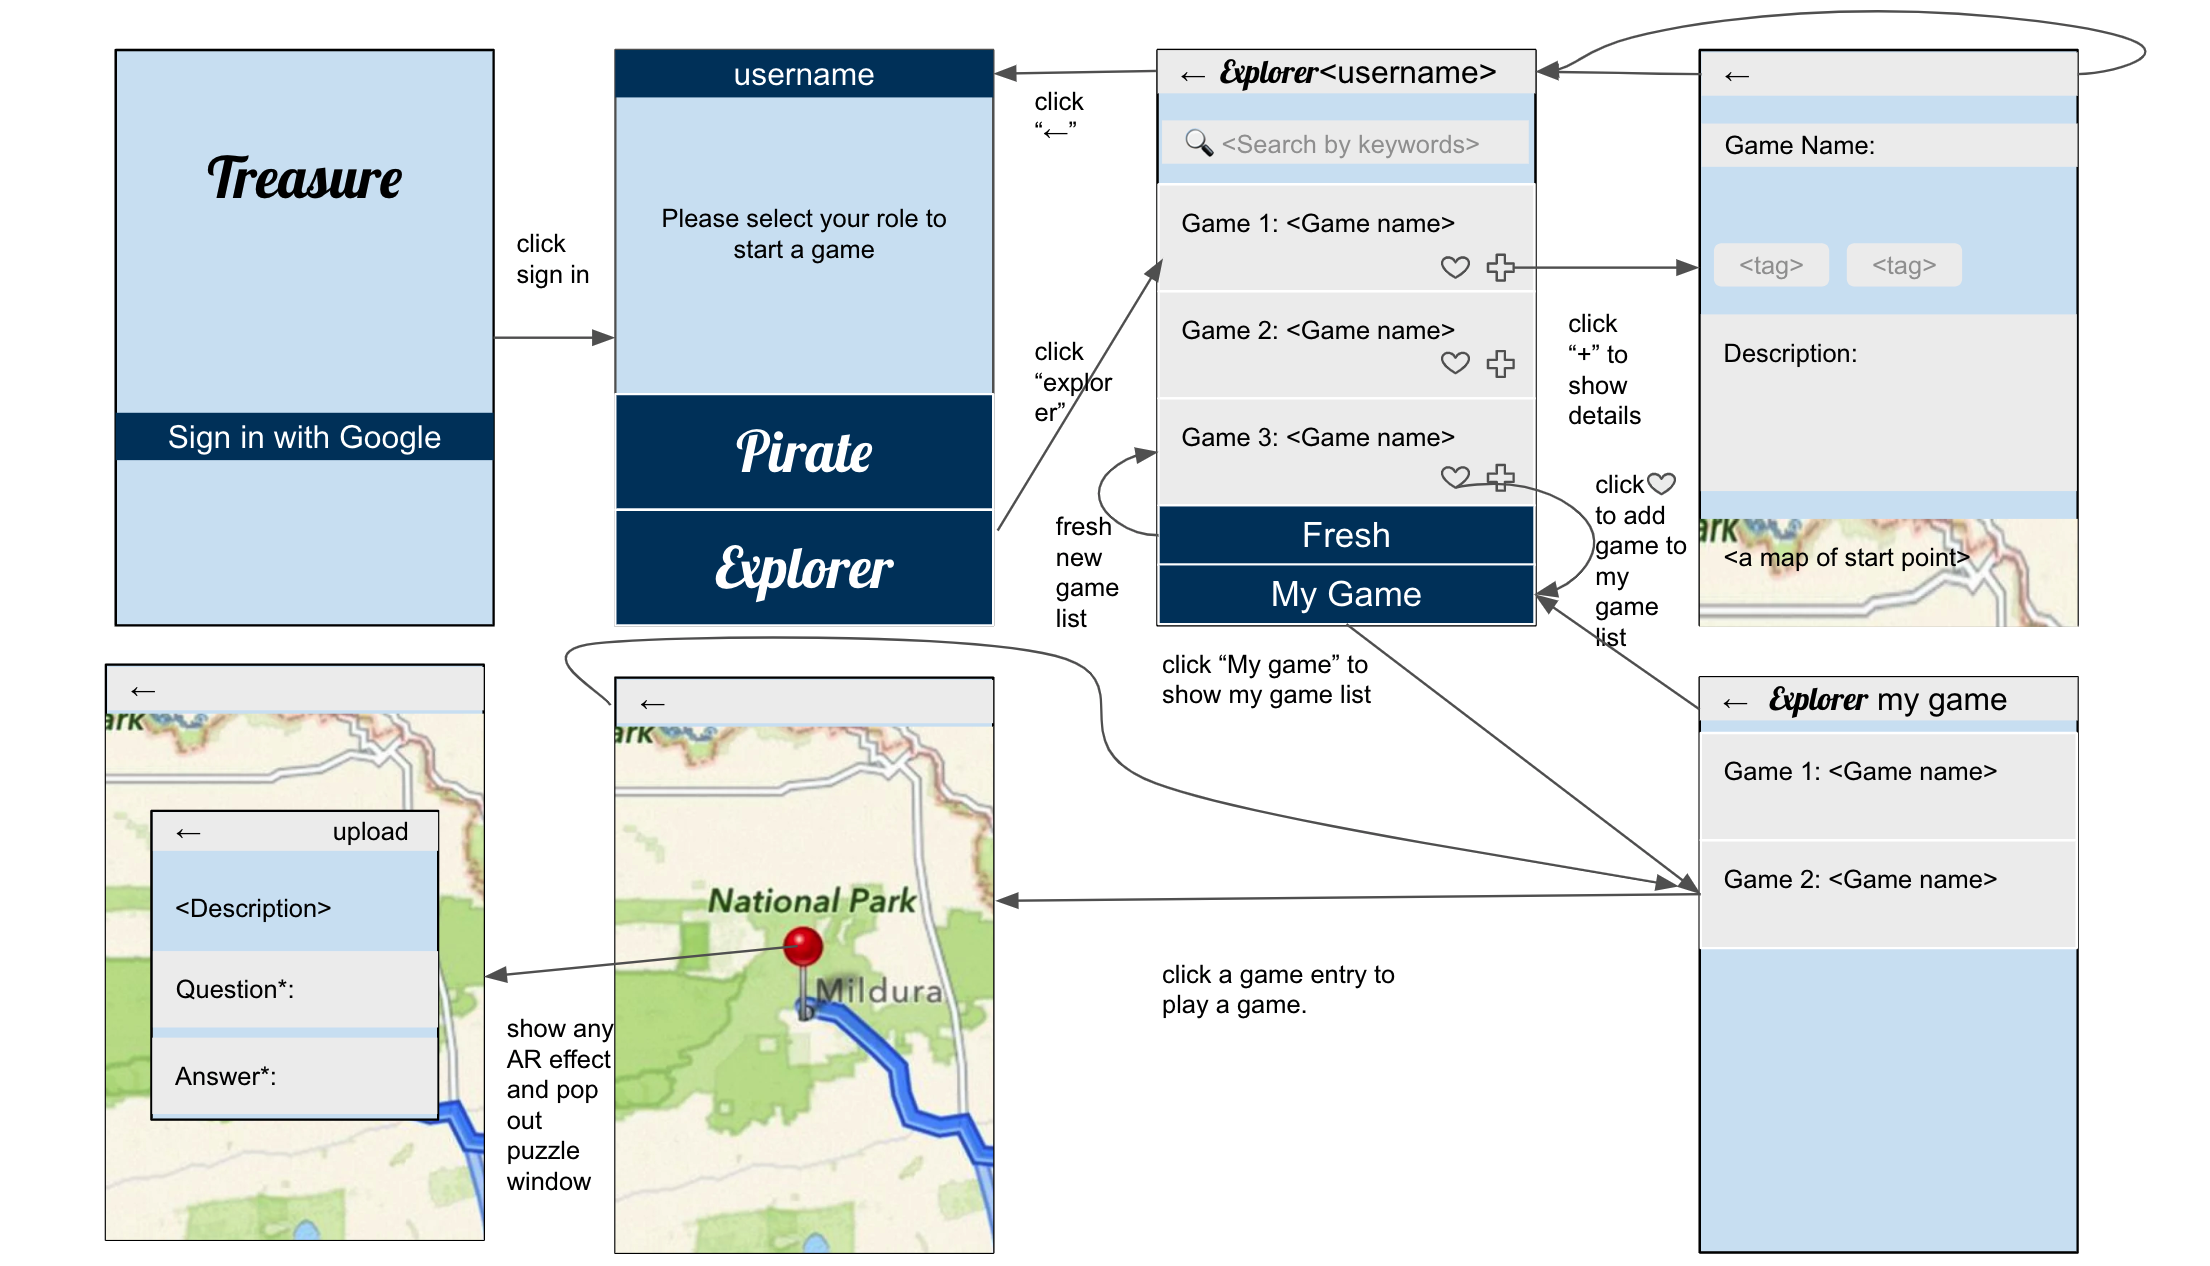 Treasure
Sign in with Google
click
sign in
username
Please select your role to
start a game
Pirate
Explorer
click
“←”
click
“explor
er”
← Explorer<username>
<Search by keywords>
Game 1: <Game name>
Game 2: <Game name>
Game 3: <Game name>
Fresh
My Game
fresh
new
game
list
click
“+” to
show
details
click
to add
game to
my
game
list
←
Game Name:
<tag> <tag>
Description:
ark
<a map of start point>
click “My game” to
show my game list
←
ark
← upload
<Description>
Question*:
Answer*:
show any
AR effect
and pop
out
puzzle
window
←
ark
National Park
Mildura
click a game entry to
play a game.
← Explorer my game
Game 1: <Game name>
Game 2: <Game name>